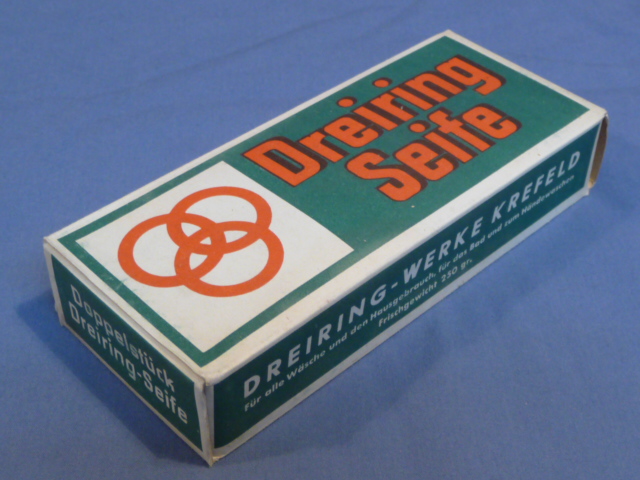 Dreiring
Seife
DREIRING-WERKE KREFELD
Für alle Wäsche und den Hausgebrauch, für das Bad und zum Händewaschen
Frischgewicht 250 gr.
Doppelstück
Dreiring-Seife